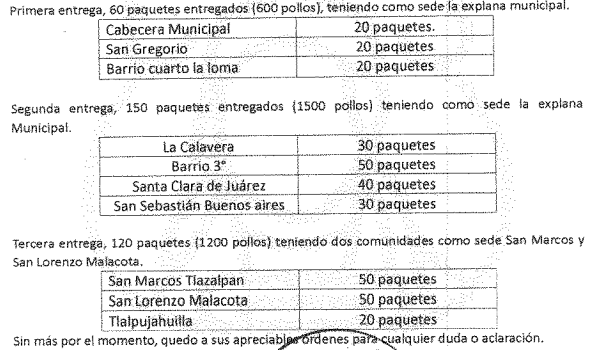 Primera entrega, 60 paquetes entregados (600 pollos), teniendo como sede la explana municipal.
Cabecera Municipal 20 paquetes.
San Gregorio 20 paquetes
Barrio cuarto la loma 20 paquetes
Segunda entrega, 150 paquetes entregados (1500 pollos) teniendo como sede la explana
Municipal.
La Calavera 30 paquetes
Barrio 3° 50 paquetes
Santa Clara de Juárez 40 paquetes
San Sebastián Buenos aires 30 paquetes
Tercera entrega, 120 paquetes (1200 pollos) teniendo dos comunidades como sede San Marcos y
San Lorenzo Malacota.
San Marcos Tlazalpan 50 paquetes
San Lorenzo Malacota 50 paquetes
Tlalpujahuilla 20 paquetes
Sin más por el momento, quedo a sus apreciables órdenes para cualquier duda o aclaración.